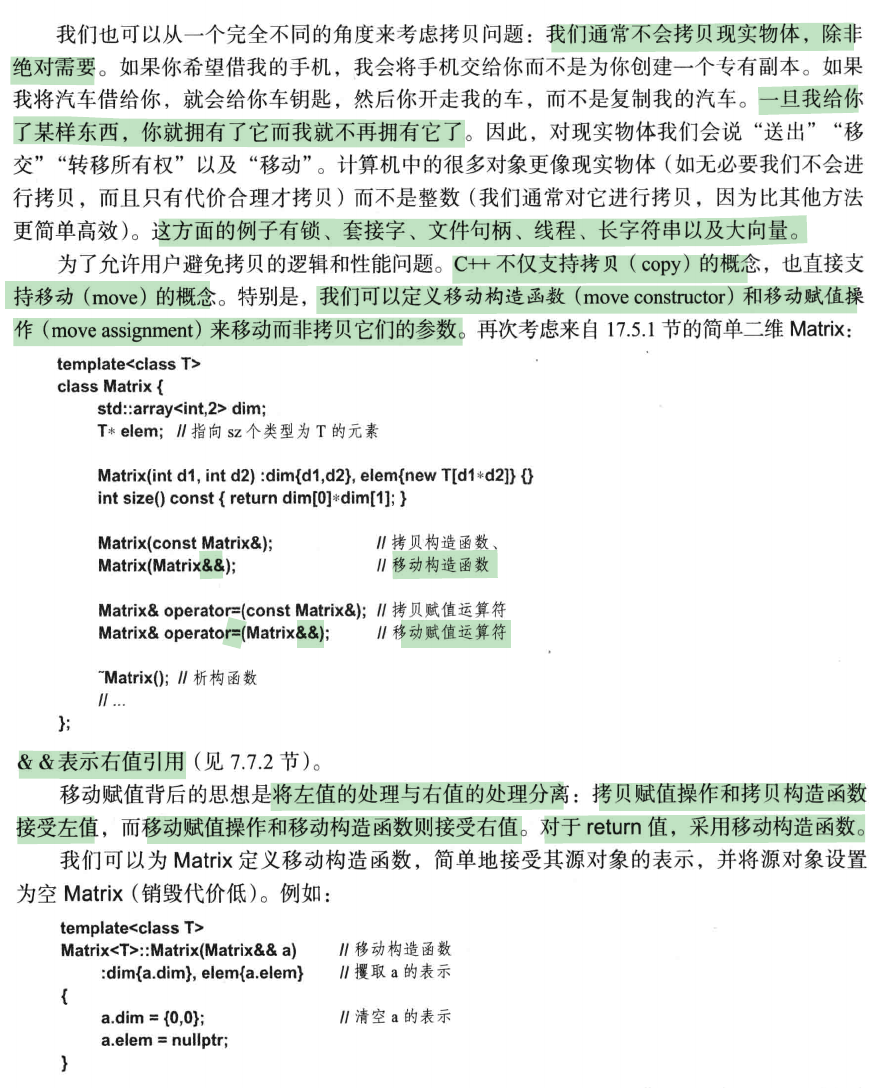 我们也可以从一个完全不同的角度来考虑拷贝问题：我们通常不会拷贝现实物体，除非
绝对需要。如果你希望借我的手机，我会将手机交给你而不是为你创建一个专有副本。如果
我将汽车借给你，就会给你车钥匙，然后你开走我的车，而不是复制我的汽车。一旦我给你
了某样东西，你就拥有了它而我就不再拥有它了。因此，对现实物体我们会说“送出”“移
交”“转移所有权”以及“移动”。计算机中的很多对象更像现实物体（如无必要我们不会进
行拷贝，而且只有代价合理才拷贝）而不是整数（我们通常对它进行拷贝，因为比其他方法
更简单高效）。这方面的例子有锁、套接字、文件句柄、线程、长字符串以及大向量。
为了允许用户避免拷贝的逻辑和性能问题。C++ 不仅支持拷贝（copy）的概念，也直接支
持移动（move）的概念。特别是，我们可以定义移动构造函数（move constructor）和移动赋值操
作（move assignment）来移动而非拷贝它们的参数。再次考虑来自 17.5.1 节的简单二维 Matrix：
template<class T>
class Matrix {
std::array<int,2> dim;
T* elem; // 指向 sz 个类型为 T 的元素
Matrix(int d1, int d2) :dim{d1,d2}, elem{new T[d1*d2]} {}
int size() const { return dim[0]*dim[1]; }
Matrix(const Matrix&); // 拷贝构造函数、
Matrix(Matrix&&); // 移动构造函数
Matrix& operator=(const Matrix&); // 拷贝赋值运算符
Matrix& operator=(Matrix&&); // 移动赋值运算符
~Matrix(); // 析构函数
// ...
};
& & 表示右值引用（见 7.7.2 节）。
移动赋值背后的思想是将左值的处理与右值的处理分离：拷贝赋值操作和拷贝构造函数
接受左值，而移动赋值操作和移动构造函数则接受右值。对于 return 值，采用移动构造函数。
我们可以为 Matrix 定义移动构造函数，简单地接受其源对象的表示，并将源对象设置
为空 Matrix（销毁代价低）。例如：
template<class T>
Matrix<T>::Matrix(Matrix&& a) // 移动构造函数
:dim{a.dim}, elem{a.elem} // 攫取 a 的表示
{
a.dim = {0,0}; // 清空 a 的表示
a.elem = nullptr;
}